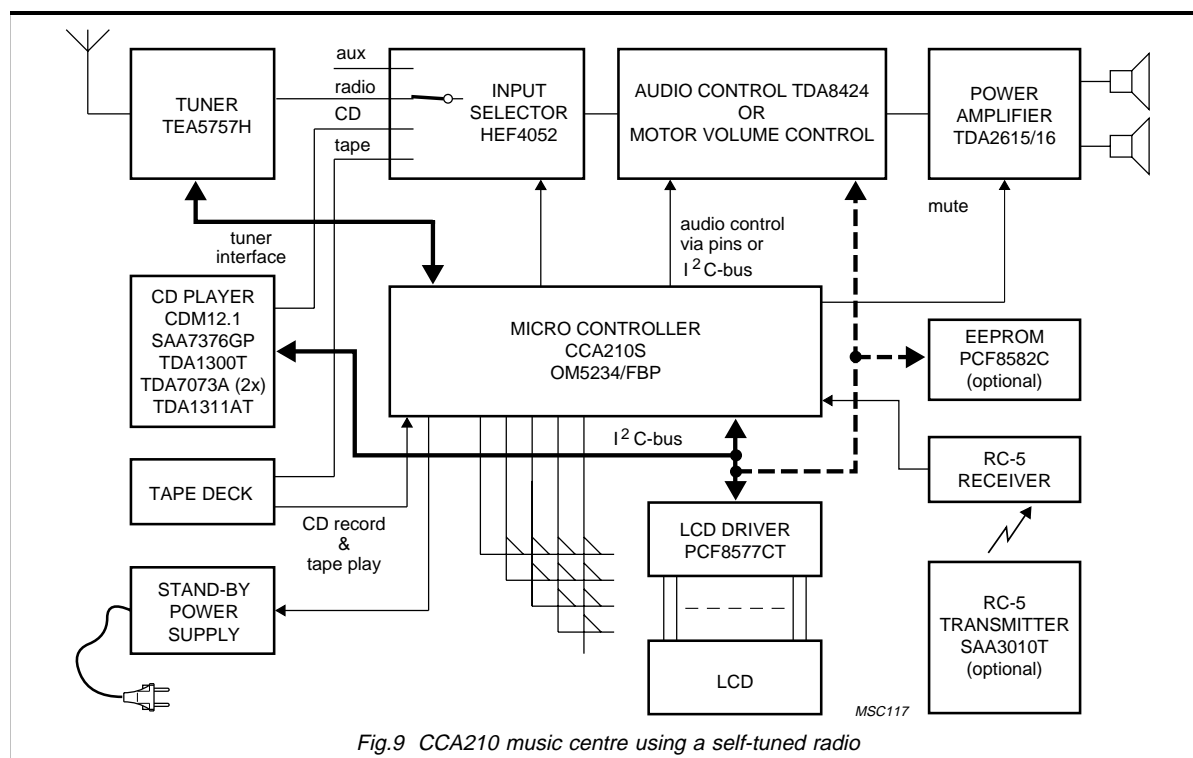 TUNER
TEA5757H
aux
radio
CD
tape
INPUT
SELECTOR
HEF4052
AUDIO CONTROL TDA8424
OR
MOTOR VOLUME CONTROL
POWER
AMPLIFIER
TDA2615/16
tuner
interface
audio control
via pins or
I²C-bus
mute
CD PLAYER
CDM12.1
SAA7376GP
TDA1300T
TDA7073A (2x)
TDA1311AT
MICRO CONTROLLER
CCA210S
OM5234/FBP
EEPROM
PCF8582C
(optional)
I²C-bus
TAPE DECK
CD record
&
tape play
RC-5
RECEIVER
LCD DRIVER
PCF8577CT
STAND-BY
POWER
SUPPLY
LCD
RC-5
TRANSMITTER
SAA3010T
(optional)
MSC117
Fig.9 CCA210 music centre using a self-tuned radio